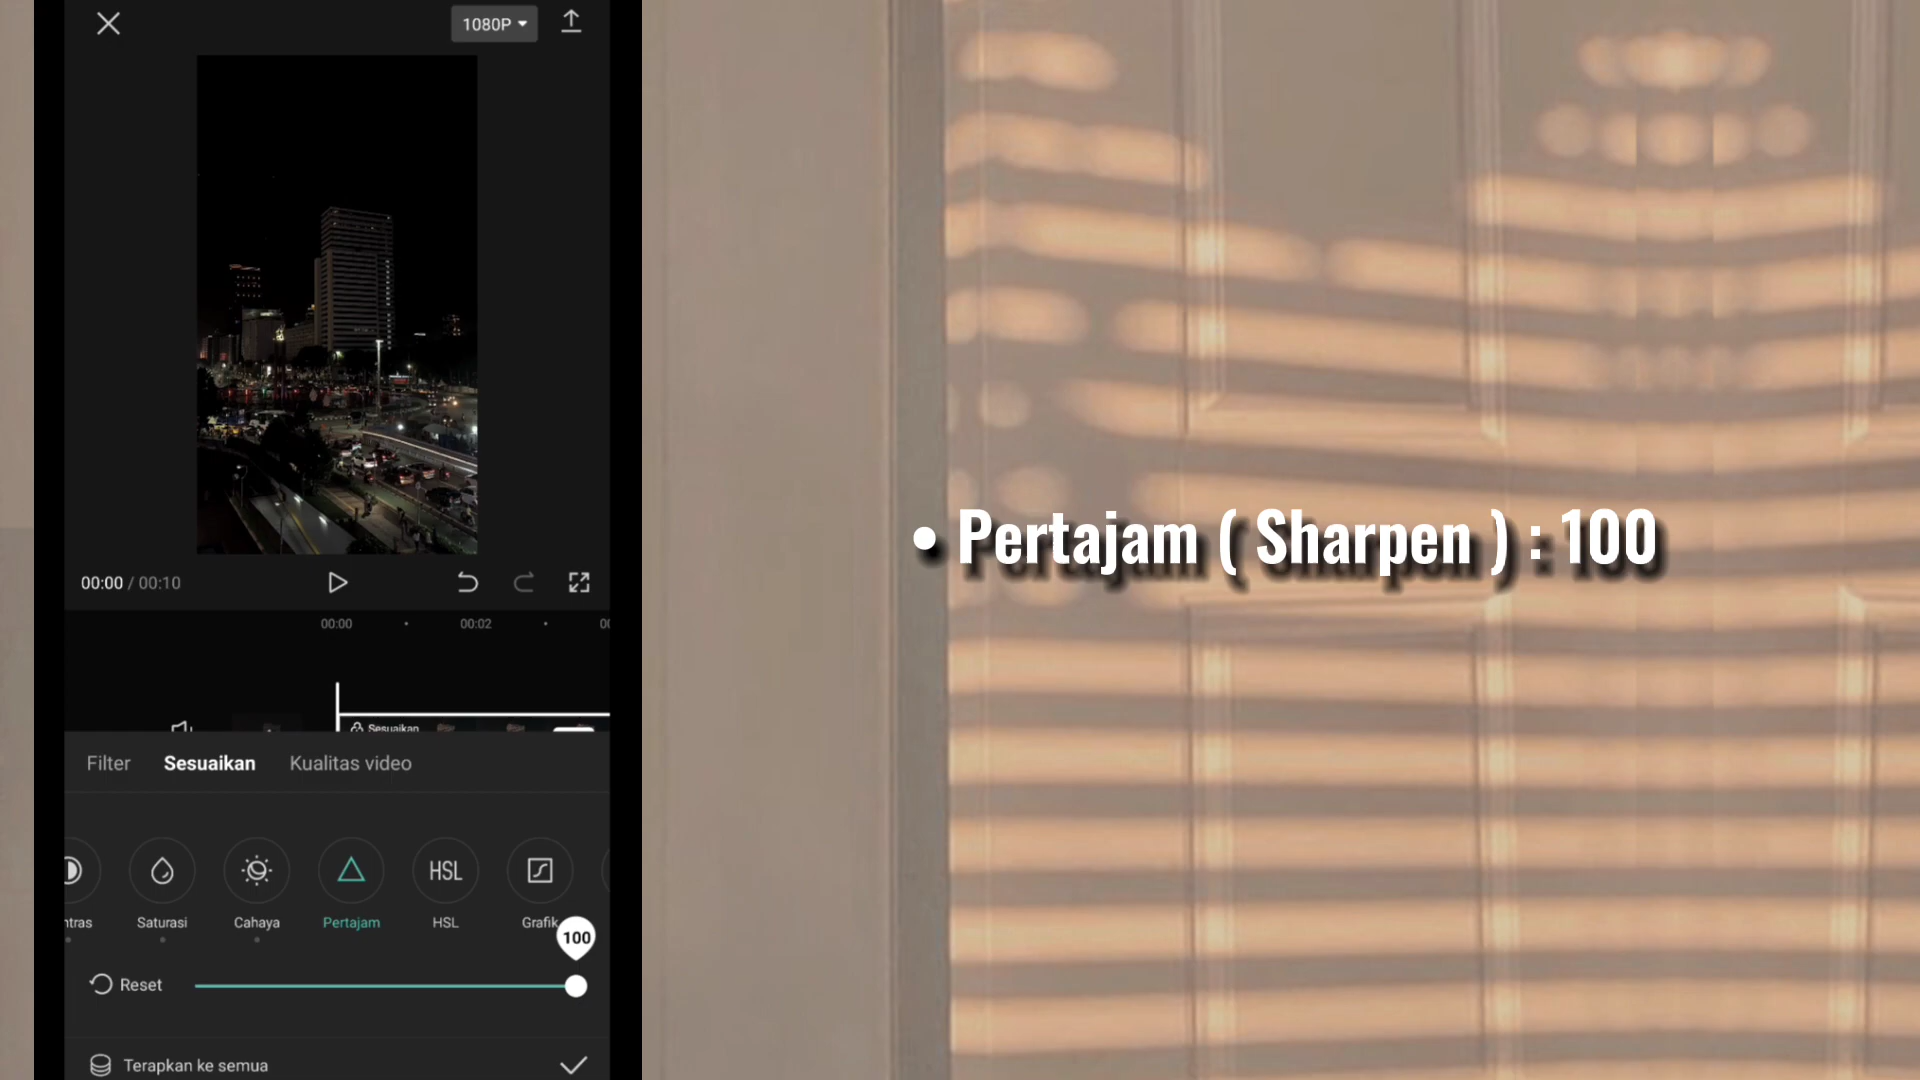 1080P
00:00 / 00:10
00:00
00:02
Sesuaikan
Filter
Sesuaikan
Kualitas video
HSL
ntras
Saturasi
Cahaya
Pertajam
HSL
Grafik
100
Reset
Terapkan ke semua
• Pertajam ( Sharpen ) : 100